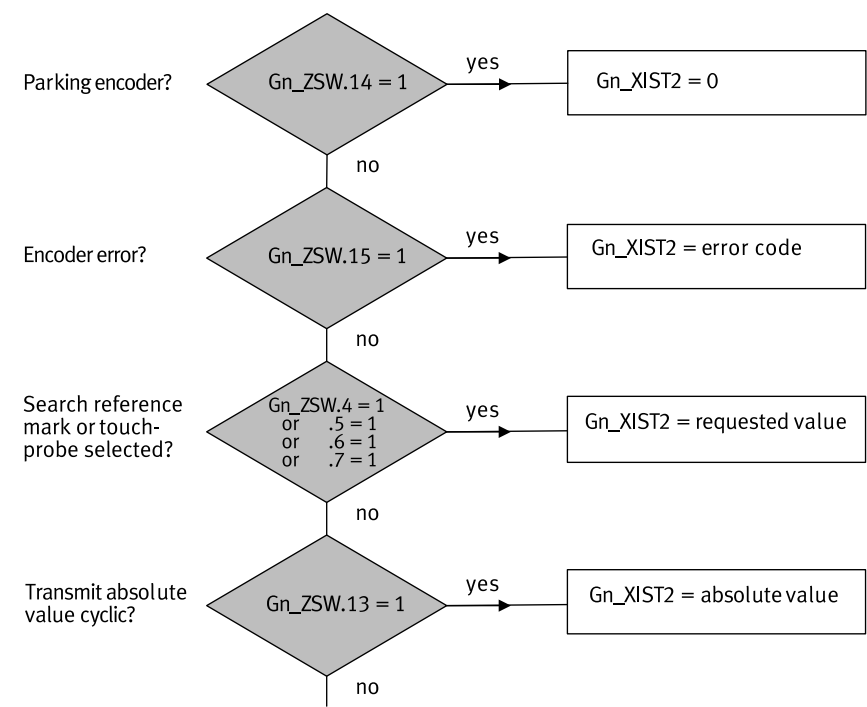 Parking encoder?
Gn_ZSW.14 = 1
yes
Gn_XIST2 = 0
no
Encoder error?
Gn_ZSW.15 = 1
yes
Gn_XIST2 = error code
no
Search reference
mark or touch-
probe selected?
Gn_ZSW.4 = 1
or .5 = 1
or .6 = 1
or .7 = 1
yes
Gn_XIST2 = requested value
no
Transmit absolute
value cyclic?
Gn_ZSW.13 = 1
yes
Gn_XIST2 = absolute value
no